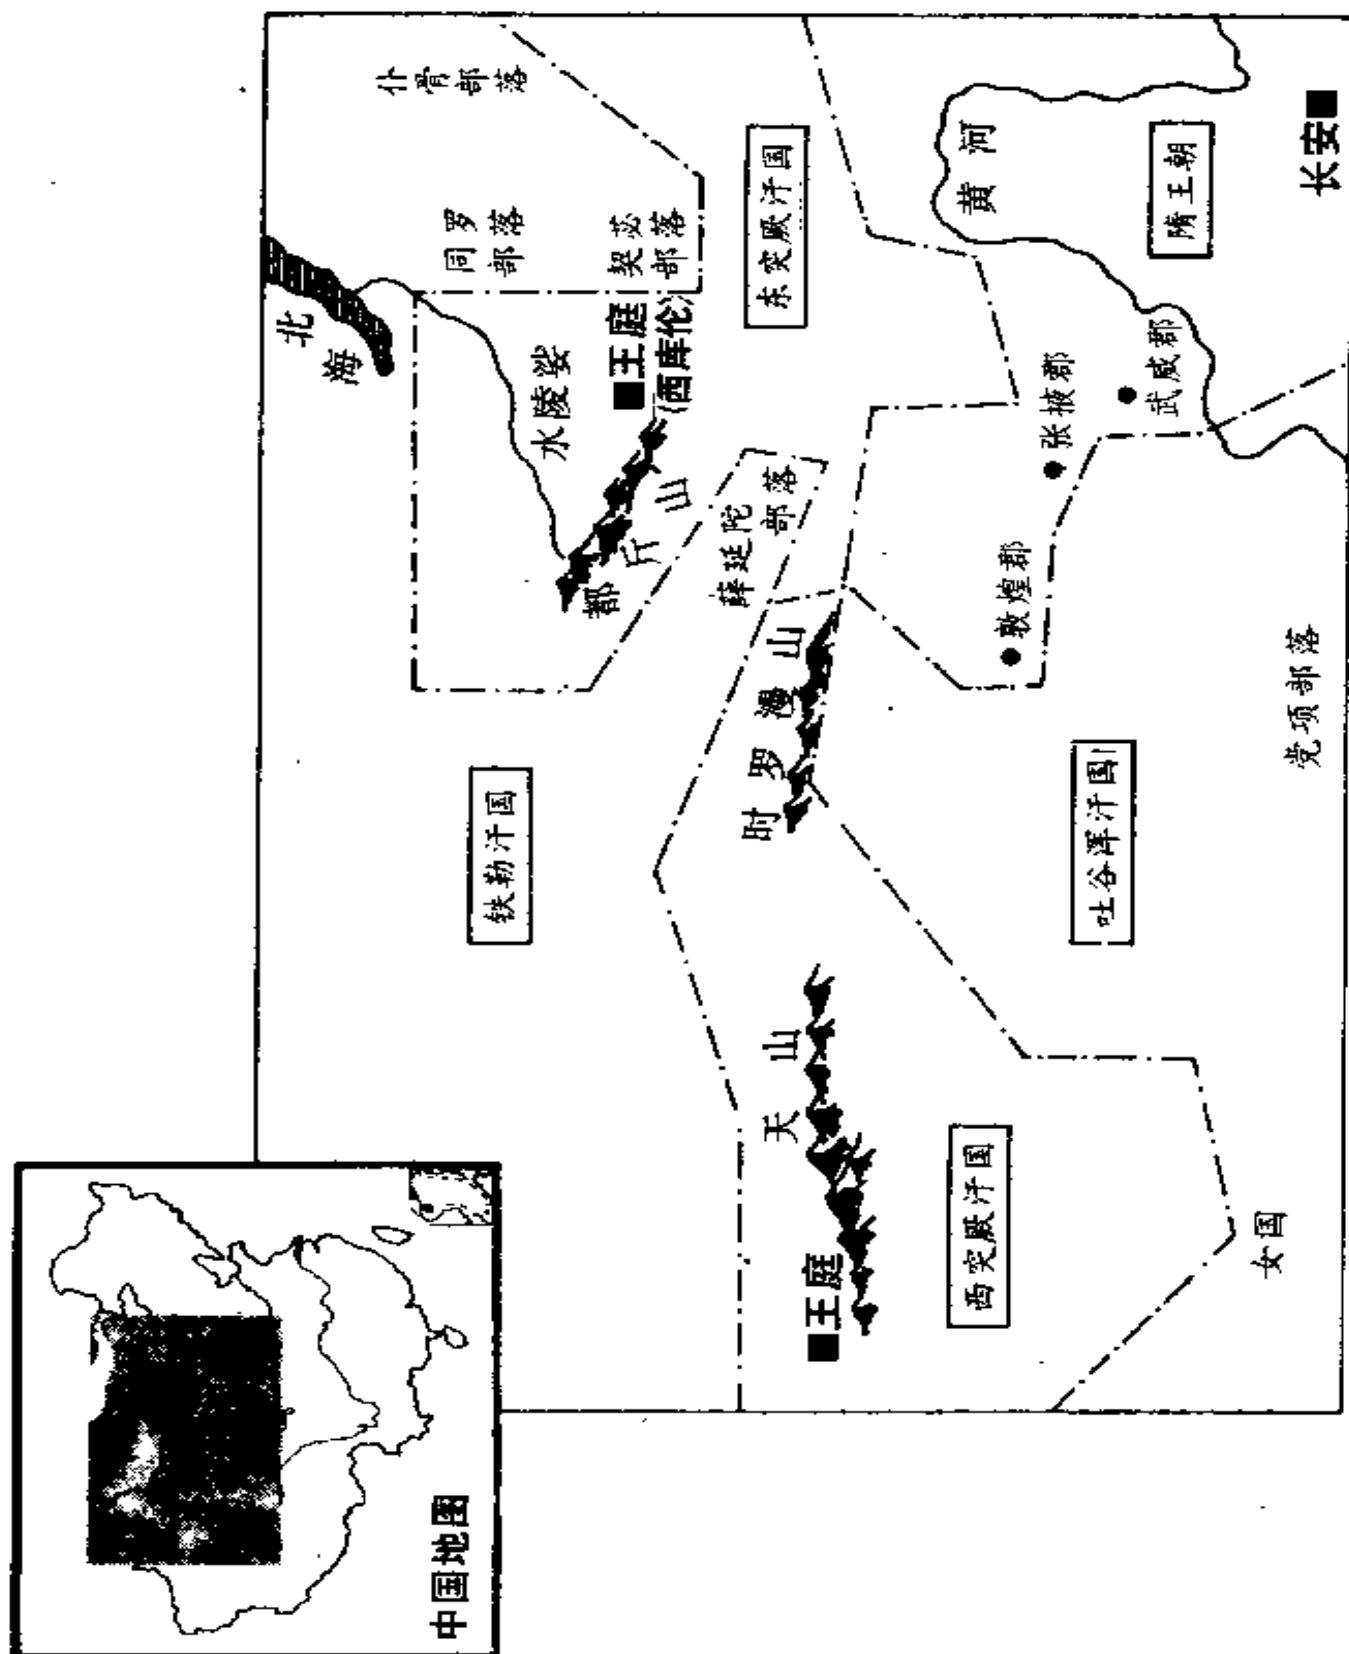 中国地图
北海
仆骨部落
同罗
部落
契苾
部落
水陵娑
■王庭
(西库伦)
都斤山
铁勒汗国
东突厥汗国
薛延陀
部落
时罗漫山
天山
■王庭
西突厥汗国
吐谷浑汗国
女国
党项部落
敦煌郡
张掖郡
武威郡
黄河
隋王朝
长安■